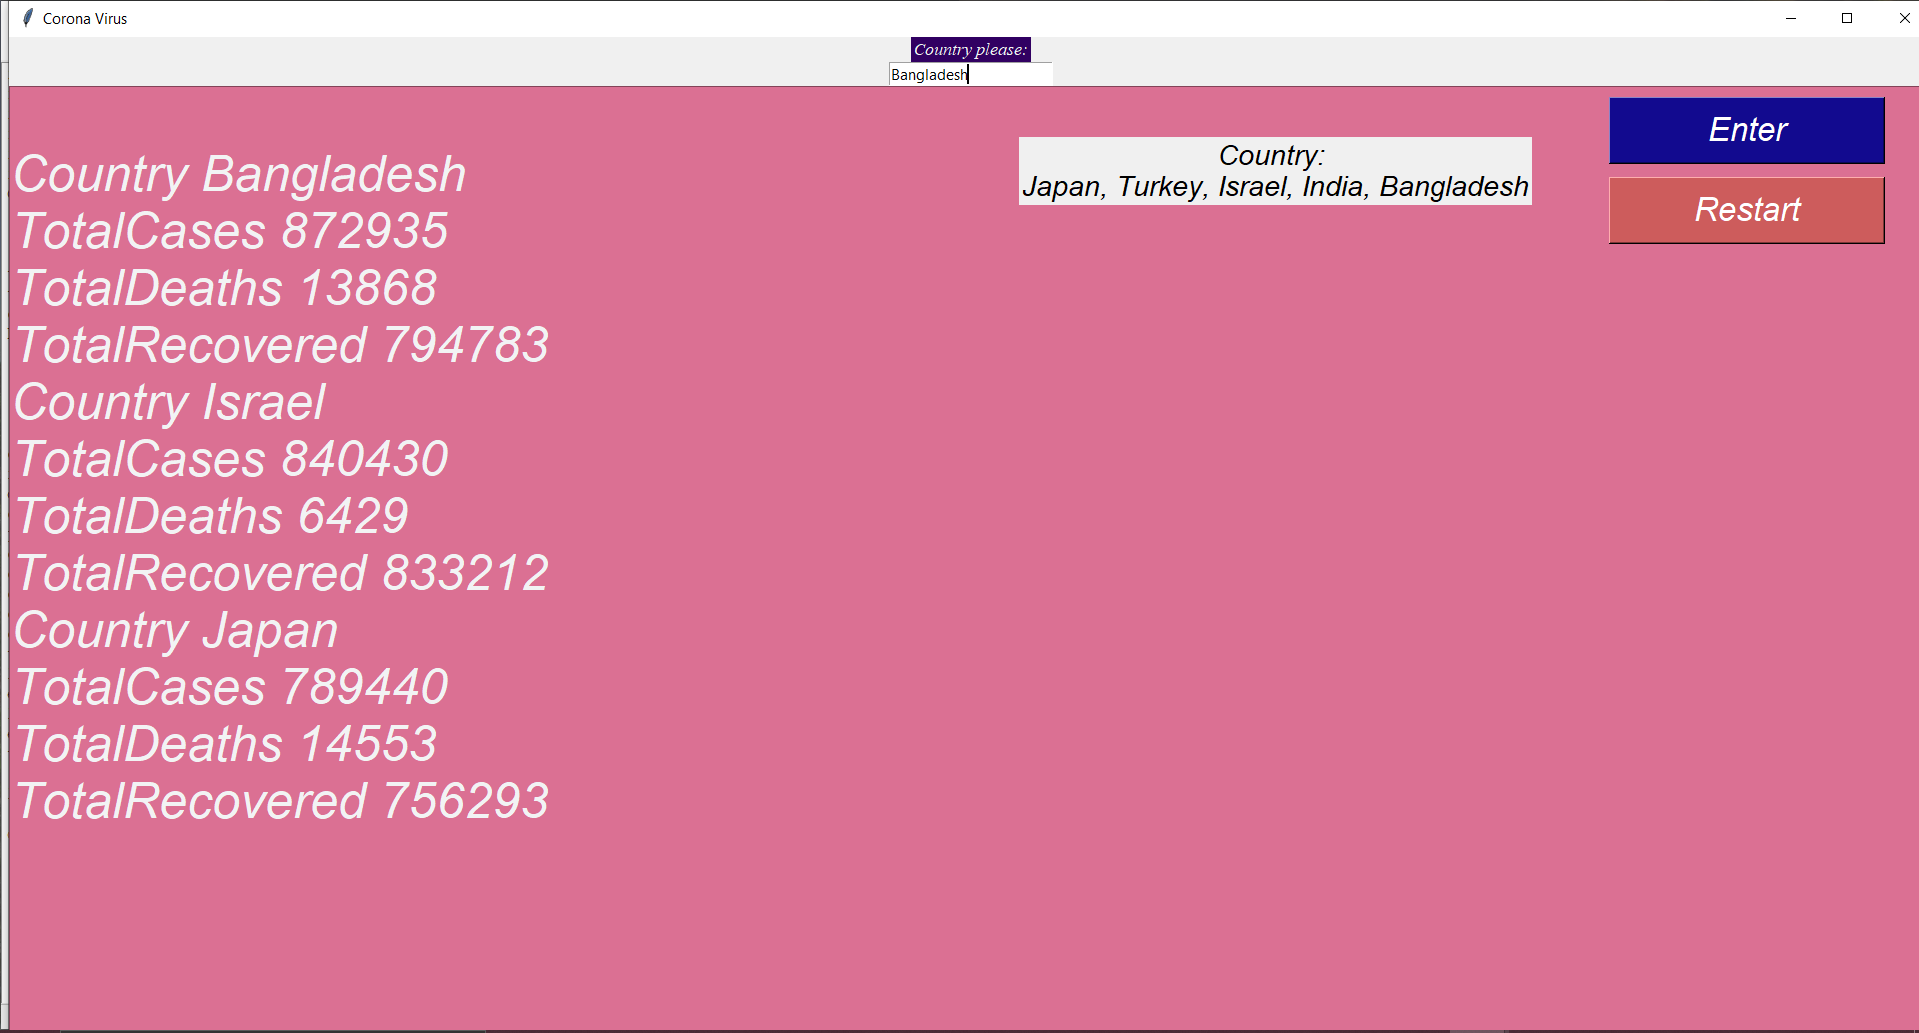 Corona Virus
Country please:
Bangladesh
Country Bangladesh
TotalCases 872935
TotalDeaths 13868
TotalRecovered 794783
Country Israel
TotalCases 840430
TotalDeaths 6429
TotalRecovered 833212
Country Japan
TotalCases 789440
TotalDeaths 14553
TotalRecovered 756293
Country:
Japan, Turkey, Israel, India, Bangladesh
Enter
Restart